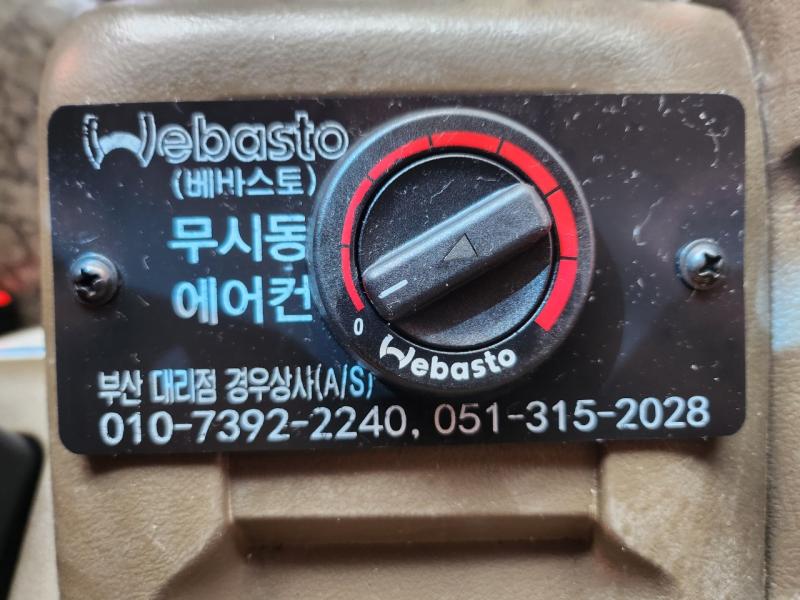 Webasto
(베바스토)
무시동
에어컨
0
Webasto
부산 대리점 경우상사(A/S)
010-7392-2240, 051-315-2028